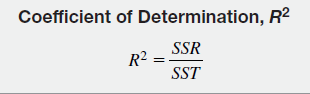 Coefficient of Determination, R²
R² = SSR / SST